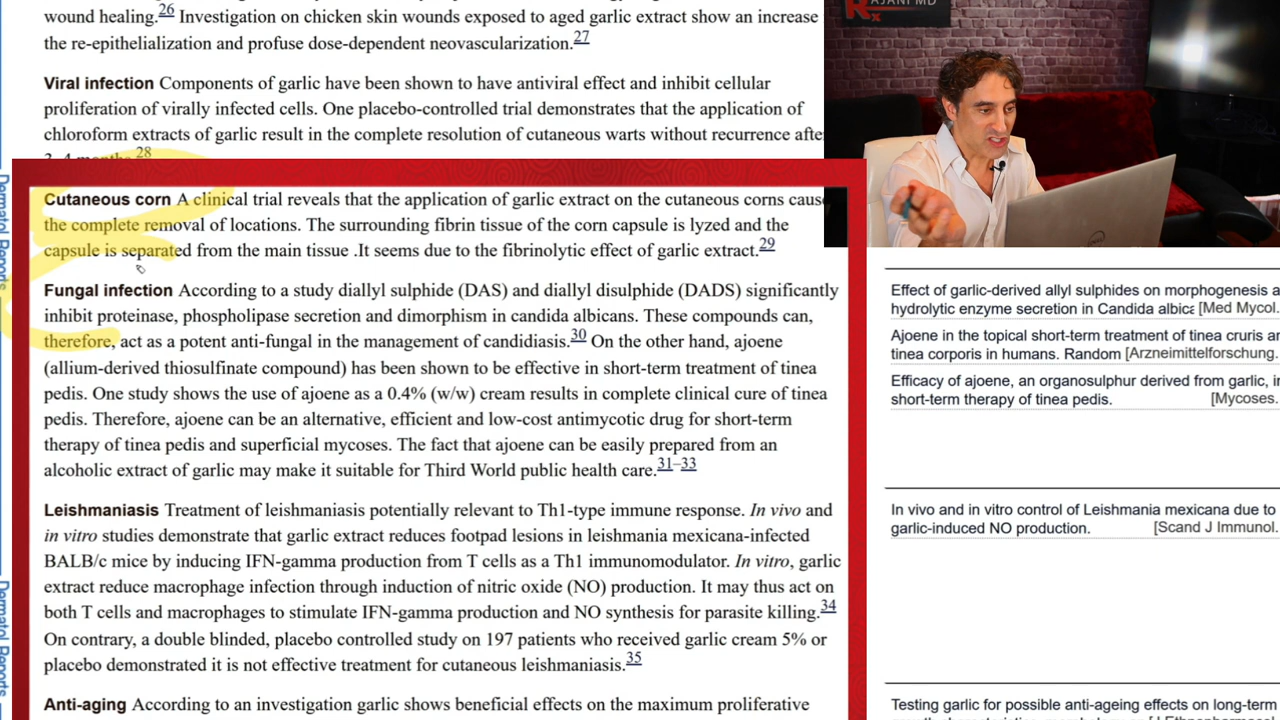 wound healing.26 Investigation on chicken skin wounds exposed to aged garlic extract show an increase
the re-epithelialization and profuse dose-dependent neovascularization.27
Viral infection Components of garlic have been shown to have antiviral effect and inhibit cellular
proliferation of virally infected cells. One placebo-controlled trial demonstrates that the application of
chloroform extracts of garlic result in the complete resolution of cutaneous warts without recurrence afte
28
Cutaneous corn A clinical trial reveals that the application of garlic extract on the cutaneous corns caus
the complete removal of locations. The surrounding fibrin tissue of the corn capsule is lyzed and the
capsule is separated from the main tissue .It seems due to the fibrinolytic effect of garlic extract.29
Fungal infection According to a study diallyl sulphide (DAS) and diallyl disulphide (DADS) significantly
inhibit proteinase, phospholipase secretion and dimorphism in candida albicans. These compounds can,
therefore, act as a potent anti-fungal in the management of candidiasis.30 On the other hand, ajoene
(allium-derived thiosulfinate compound) has been shown to be effective in short-term treatment of tinea
pedis. One study shows the use of ajoene as a 0.4% (w/w) cream results in complete clinical cure of tinea
pedis. Therefore, ajoene can be an alternative, efficient and low-cost antimycotic drug for short-term
therapy of tinea pedis and superficial mycoses. The fact that ajoene can be easily prepared from an
alcoholic extract of garlic may make it suitable for Third World public health care.31–33
Leishmaniasis Treatment of leishmaniasis potentially relevant to Th1-type immune response. In vivo and
in vitro studies demonstrate that garlic extract reduces footpad lesions in leishmania mexicana-infected
BALB/c mice by inducing IFN-gamma production from T cells as a Th1 immunomodulator. In vitro, garlic
extract reduce macrophage infection through induction of nitric oxide (NO) production. It may thus act on
both T cells and macrophages to stimulate IFN-gamna production and NO synthesis for parasite killing.34
On contrary, a double blinded, placebo controlled study on 197 patients who received garlic cream 5% or
placebo demonstrated it is not effective treatment for cutaneous leishmaniasis.35
Anti-aging According to an investigation garlic shows beneficial effects on the maximum proliferative
Dermatol Reports
Dermatol Reports
RAJANI MD
Rx
DELL
Effect of garlic-derived allyl sulphides on morphogenesis a
hydrolytic enzyme secretion in Candida albic [Med Mycol.
Ajoene in the topical short-term treatment of tinea cruris ar
tinea corporis in humans. Random [Arzneimittelforschung.
Efficacy of ajoene, an organosulphur derived from garlic, i
short-term therapy of tinea pedis. [Mycoses.
In vivo and in vitro control of Leishmania mexicana due to
garlic-induced NO production. [Scand J Immunol.
Testing garlic for possible anti-ageing effects on long-term